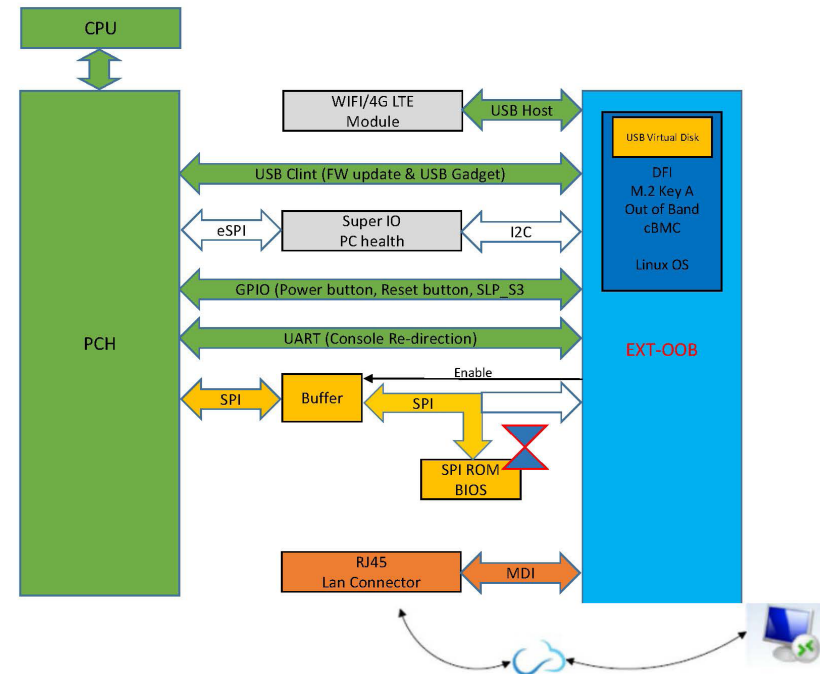 CPU
WIFI/4G LTE
Module
USB Host
USB Virtual Disk
DFI
M.2 Key A
Out of Band
cBMC
Linux OS
USB Clint (FW update & USB Gadget)
eSPI
Super IO
PC health
I2C
GPIO (Power button, Reset button, SLP_S3
PCH
UART (Console Re-direction)
EXT-OOB
Enable
SPI
Buffer
SPI
SPI ROM
BIOS
RJ45
Lan Connector
MDI